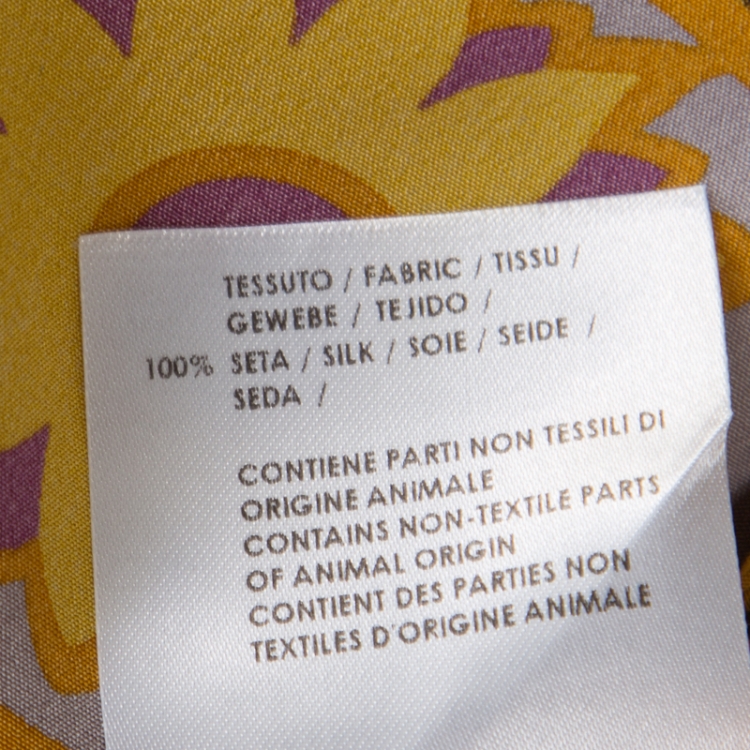 TESSUTO / FABRIC / TISSU /
GEWEBE / TEJIDO /
100% SETA / SILK / SOIE / SEIDE /
SEDA /
CONTIENE PARTI NON TESSILI DI
ORIGINE ANIMALE
CONTAINS NON-TEXTILE PARTS
OF ANIMAL ORIGIN
CONTIENT DES PARTIES NON
TEXTILES D'ORIGINE ANIMALE